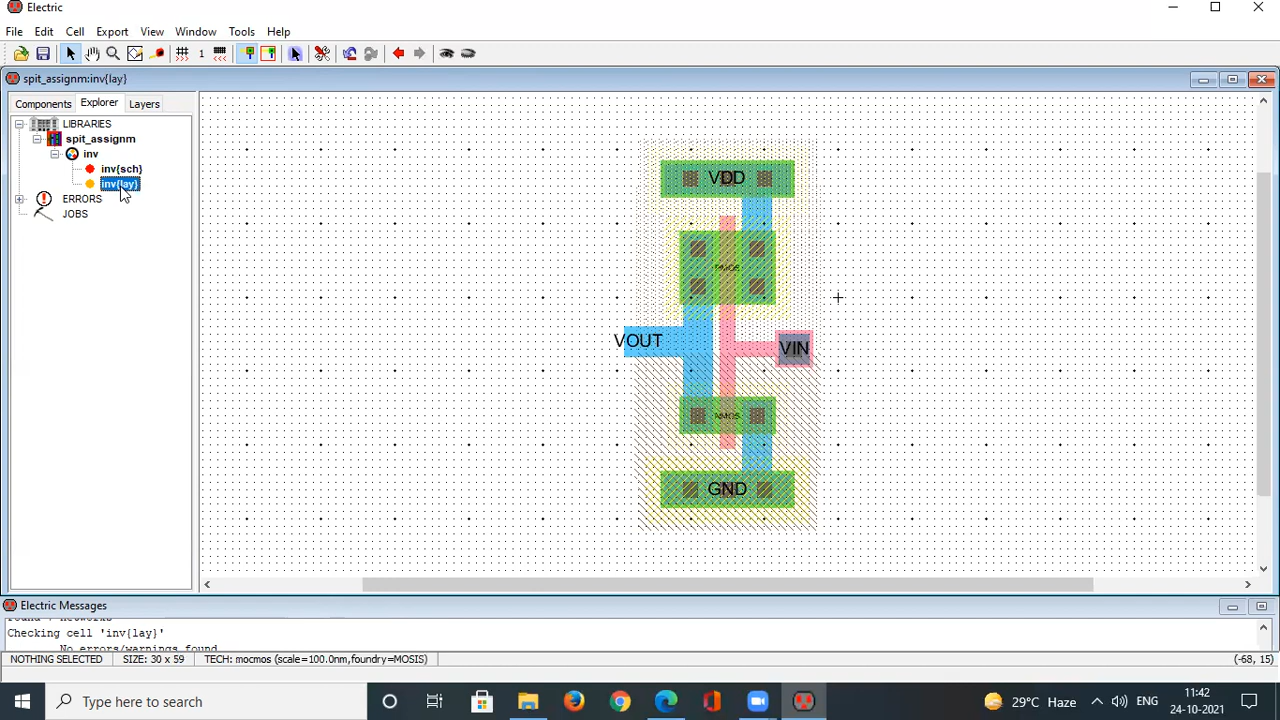 Electric
File Edit Cell Export View Window Tools Help
1
spit_assignm:inv{lay}
Components Explorer Layers
LIBRARIES
spit_assignm
inv
inv{sch}
inv{lay}
ERRORS
JOBS
VDD
PMOS
VOUT
VIN
NMOS
GND
Electric Messages
Checking cell 'inv{lay}'
No errors/warnings found
NOTHING SELECTED SIZE: 30 x 59 TECH: mocmos (scale=100.0nm,foundry=MOSIS) (-68, 15)
Type here to search
29°C Haze ENG 11:42
24-10-2021